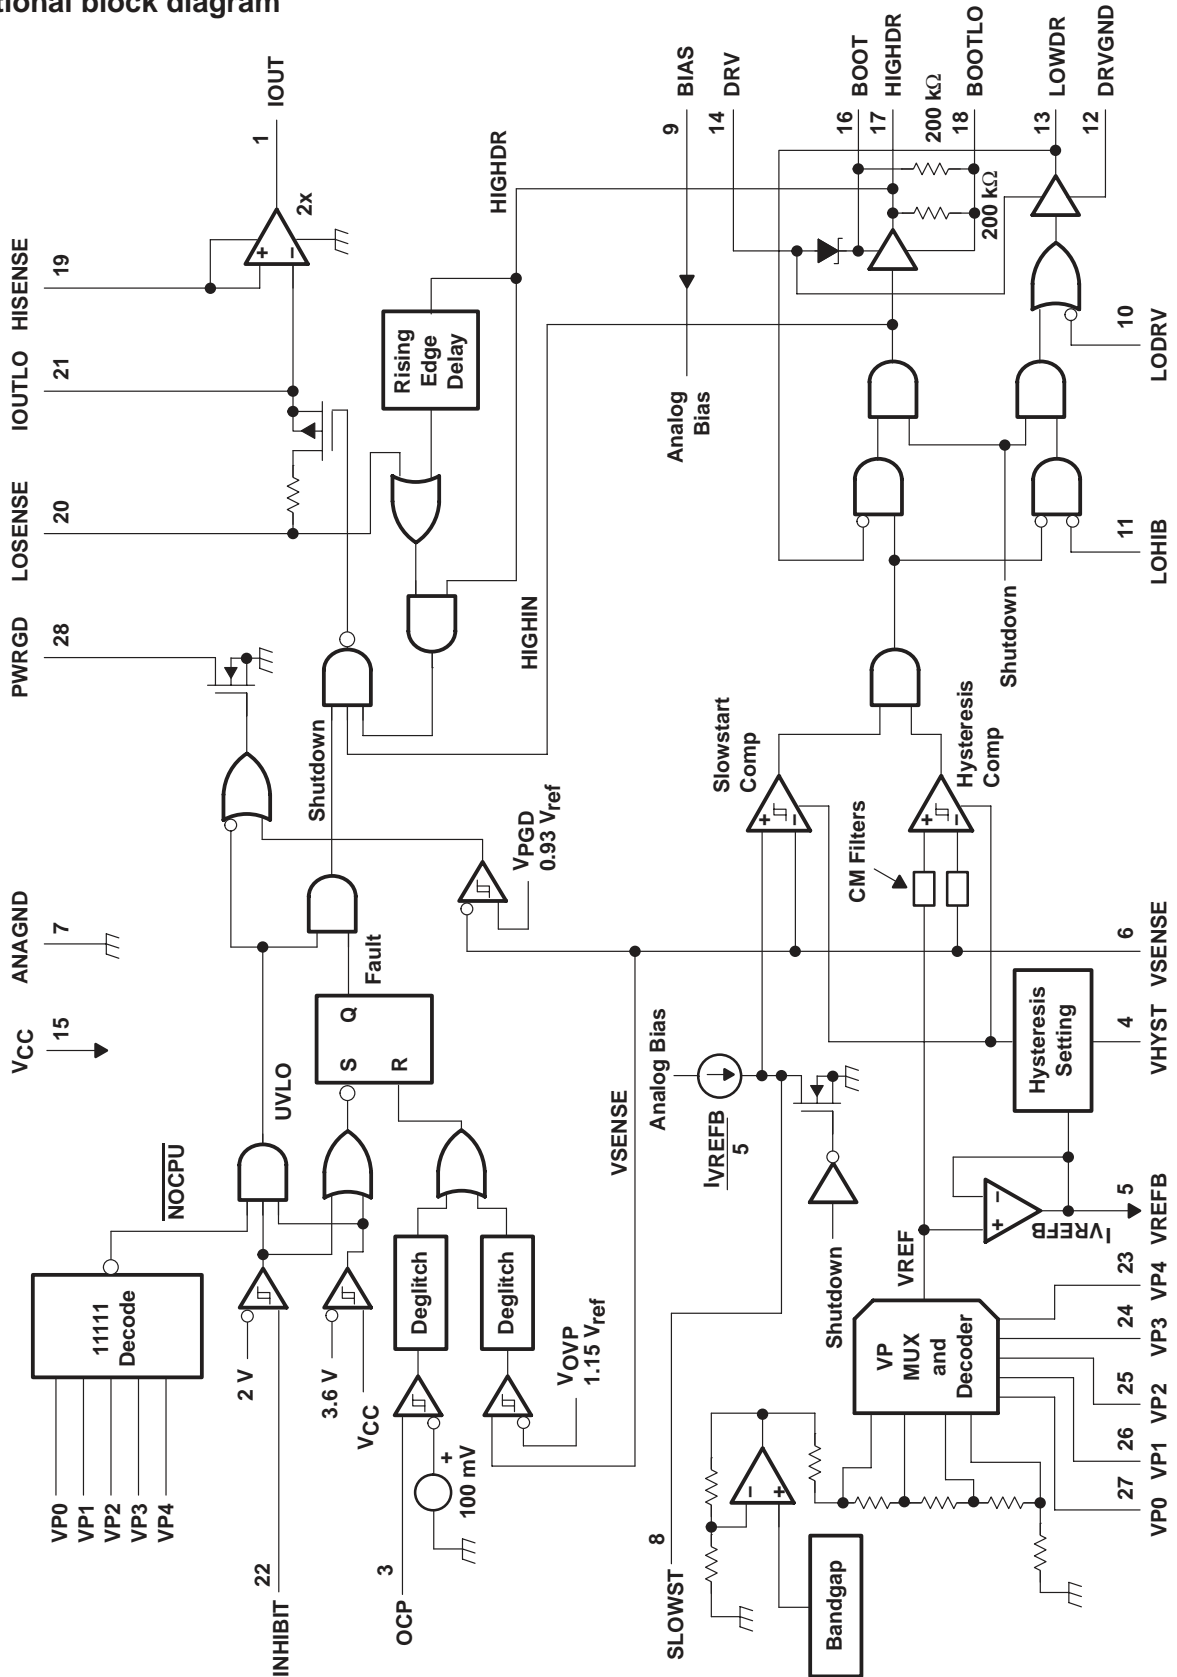 tional block diagram
VCC
15
ANAGND
7
PWRGD
28
LOSENSE
20
IOUTLO
21
HISENSE
19
1
IOUT
2x
+
−
VP0
VP1
VP2
VP3
VP4
11111
Decode
NOCPU
UVLO
22
INHIBIT
2 V
3.6 V
VCC
S
R
Q
Fault
Shutdown
HIGHIN
Rising
Edge
Delay
HIGHDR
3
OCP
+
100 mV
Deglitch
Deglitch
VOVP
1.15 Vref
VSENSE
VPGD
0.93 Vref
Analog
Bias
9
BIAS
14
DRV
16
BOOT
17
HIGHDR
200 kΩ
18
BOOTLO
200 kΩ
13
LOWDR
12
DRVGND
10
LODRV
11
LOHIB
Shutdown
8
SLOWST
Analog Bias
IVREFB
5
Slowstart
Comp
+
−
Hysteresis
Comp
+
−
CM Filters
6
VSENSE
4
VHYST
Hysteresis
Setting
Shutdown
VREF
−
+
IVREFB
5
VREFB
Bandgap
−
+
VP
MUX
and
Decoder
23
VP4
24
VP3
25
VP2
26
VP1
27
VP0